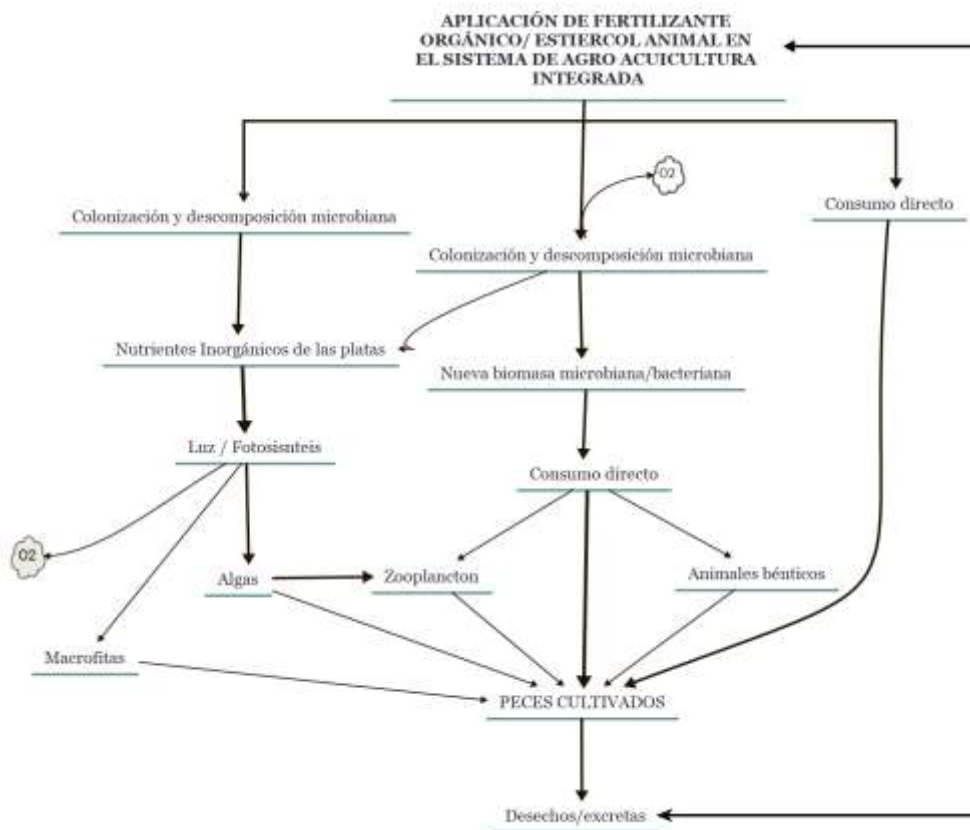 APLICACIÓN DE FERTILIZANTE
ORGÁNICO/ ESTIERCOL ANIMAL EN
EL SISTEMA DE AGRO ACUICULTURA
INTEGRADA
02
Colonización y descomposición microbiana
Consumo directo
Colonización y descomposición microbiana
Nutrientes Inorgánicos de las platas
Nueva biomasa microbiana/bacteriana
Luz / Fotosisnteis
Consumo directo
02
Algas
Zooplancton
Animales bénticos
Macrofitas
PECES CULTIVADOS
Desechos/excretas